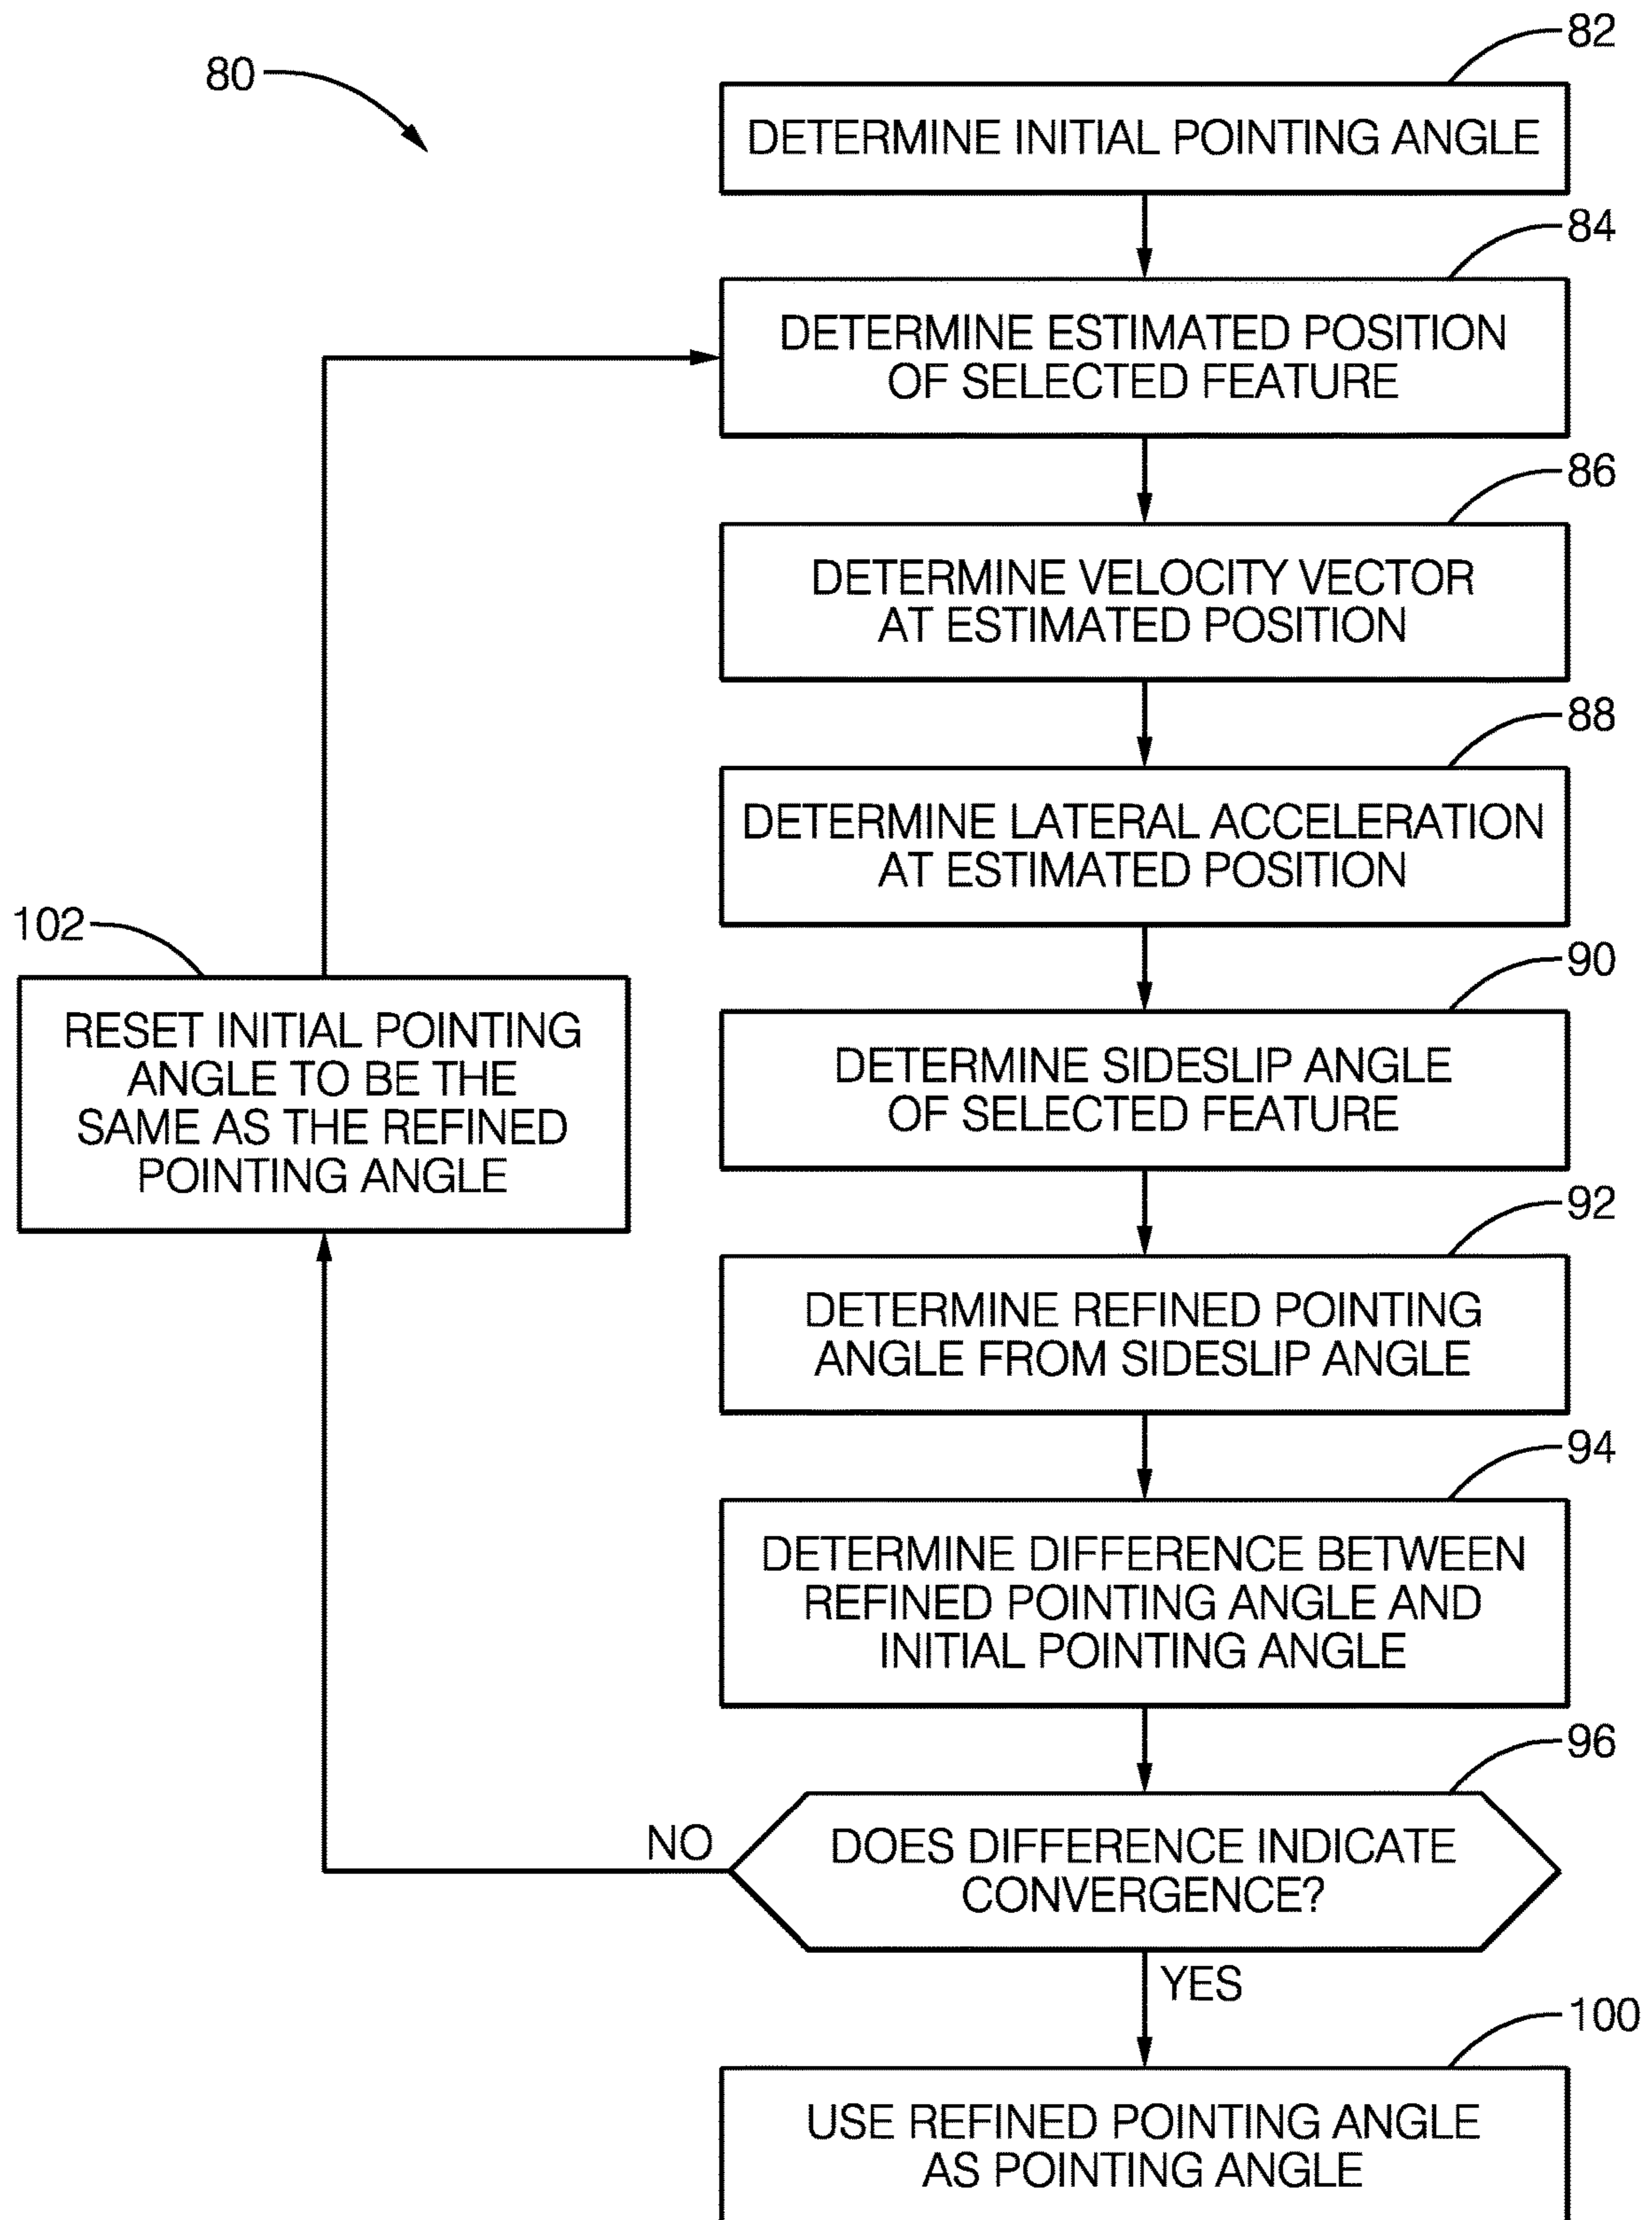 80
82
DETERMINE INITIAL POINTING ANGLE
84
DETERMINE ESTIMATED POSITION
OF SELECTED FEATURE
86
DETERMINE VELOCITY VECTOR
AT ESTIMATED POSITION
88
DETERMINE LATERAL ACCELERATION
AT ESTIMATED POSITION
90
DETERMINE SIDESLIP ANGLE
OF SELECTED FEATURE
92
DETERMINE REFINED POINTING
ANGLE FROM SIDESLIP ANGLE
94
DETERMINE DIFFERENCE BETWEEN
REFINED POINTING ANGLE AND
INITIAL POINTING ANGLE
96
DOES DIFFERENCE INDICATE
CONVERGENCE?
NO
YES
102
RESET INITIAL POINTING
ANGLE TO BE THE
SAME AS THE REFINED
POINTING ANGLE
100
USE REFINED POINTING ANGLE
AS POINTING ANGLE